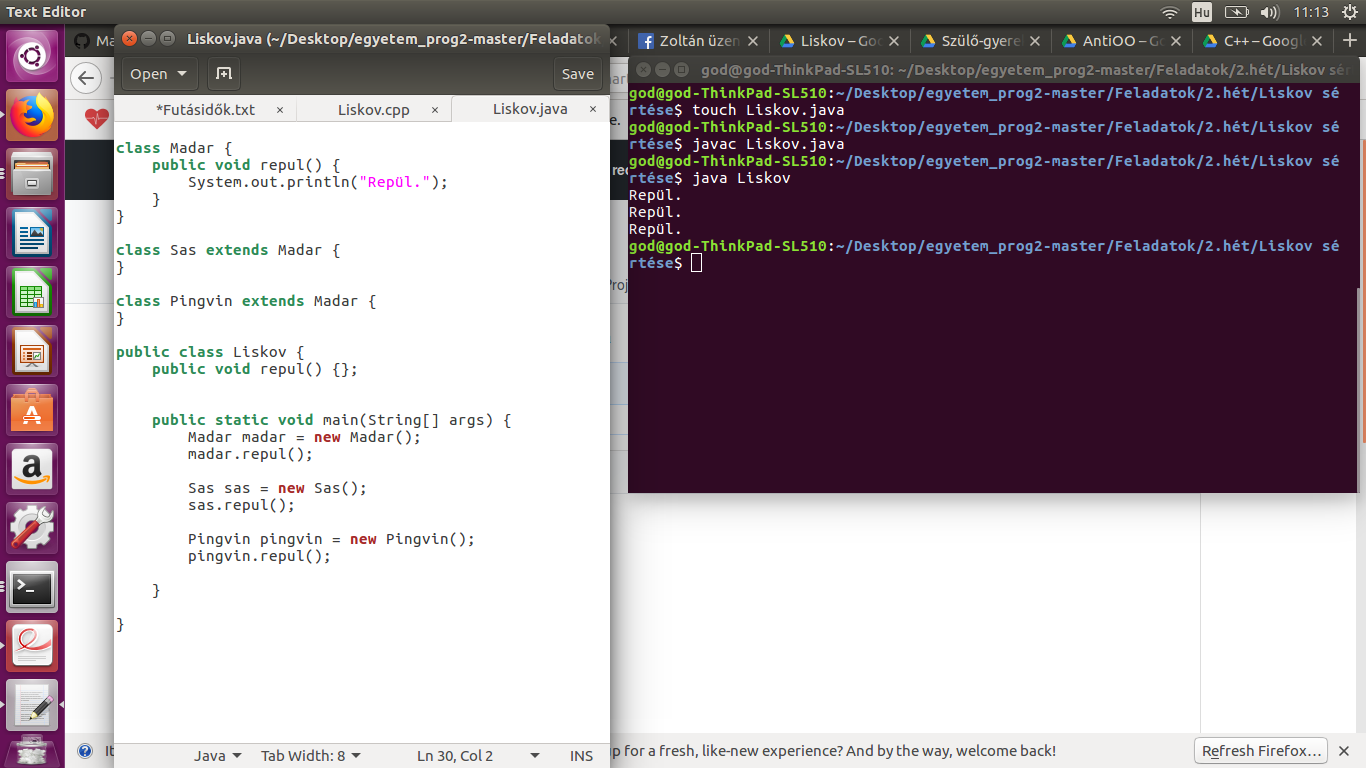 Text Editor
Hu
11:13
Liskov.java (~/Desktop/egyetem_prog2-master/Feladatok
Zoltán üzen
Liskov – Goo
Szülő-gyere
AntiOO – G
C++ – Googl
Open
Save
*Futásidők.txt
Liskov.cpp
Liskov.java
class Madar {
public void repul() {
System.out.println("Repül.");
}
}
class Sas extends Madar {
}
class Pingvin extends Madar {
}
public class Liskov {
public void repul() {};
public static void main(String[] args) {
Madar madar = new Madar();
madar.repul();
Sas sas = new Sas();
sas.repul();
Pingvin pingvin = new Pingvin();
pingvin.repul();
}
}
Java
Tab Width: 8
Ln 30, Col 2
INS
god@god-ThinkPad-SL510: ~/Desktop/egyetem_prog2-master/Feladatok/2.hét/Liskov sér
god@god-ThinkPad-SL510:~/Desktop/egyetem_prog2-master/Feladatok/2.hét/Liskov sé
rtése$ touch Liskov.java
god@god-ThinkPad-SL510:~/Desktop/egyetem_prog2-master/Feladatok/2.hét/Liskov sé
rtése$ javac Liskov.java
god@god-ThinkPad-SL510:~/Desktop/egyetem_prog2-master/Feladatok/2.hét/Liskov sé
rtése$ java Liskov
Repül.
Repül.
Repül.
god@god-ThinkPad-SL510:~/Desktop/egyetem_prog2-master/Feladatok/2.hét/Liskov sé
rtése$
for a fresh, like-new experience? And by the way, welcome back!
Refresh Firefox…